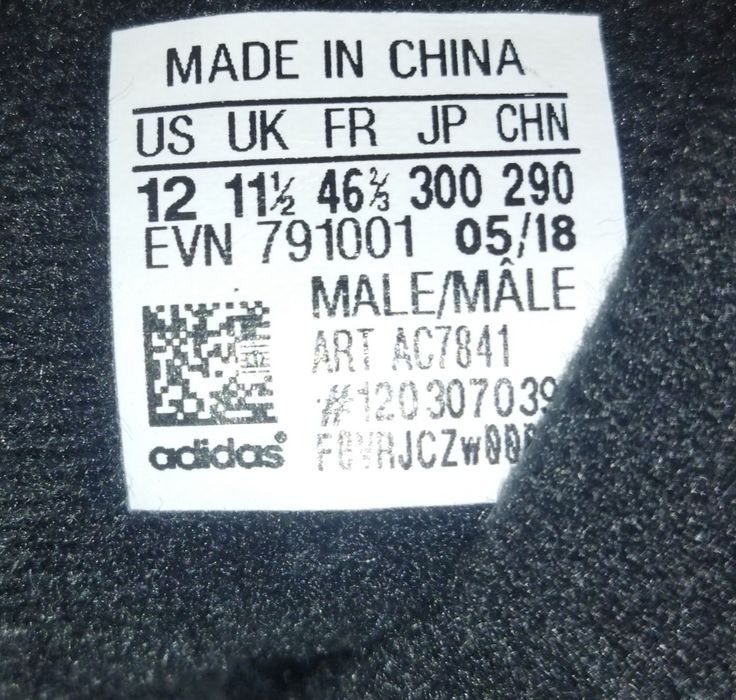 MADE IN CHINA
US UK FR JP CHN
12 11½ 46⅔ 300 290
EVN 791001 05/18
MALE/MÂLE
ART AC7841
#120307039
adidas®